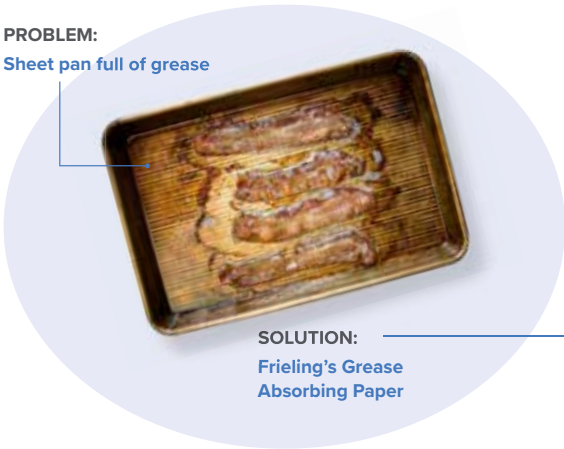 PROBLEM:
Sheet pan full of grease
SOLUTION:
Frieling’s Grease
Absorbing Paper